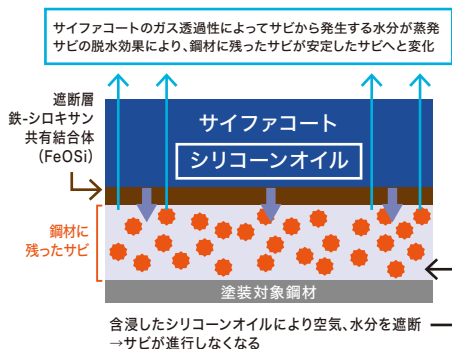 サイファコートのガス透過性によってサビから発生する水分が蒸発
サビの脱水効果により、鋼材に残ったサビが安定したサビへと変化
遮断層
鉄-シロキサン
共有結合体
(FeOSi)
サイファコート
シリコーンオイル
鋼材に
残ったサビ
塗装対象鋼材
含浸したシリコーンオイルにより空気、水分を遮断
→サビが進行しなくなる